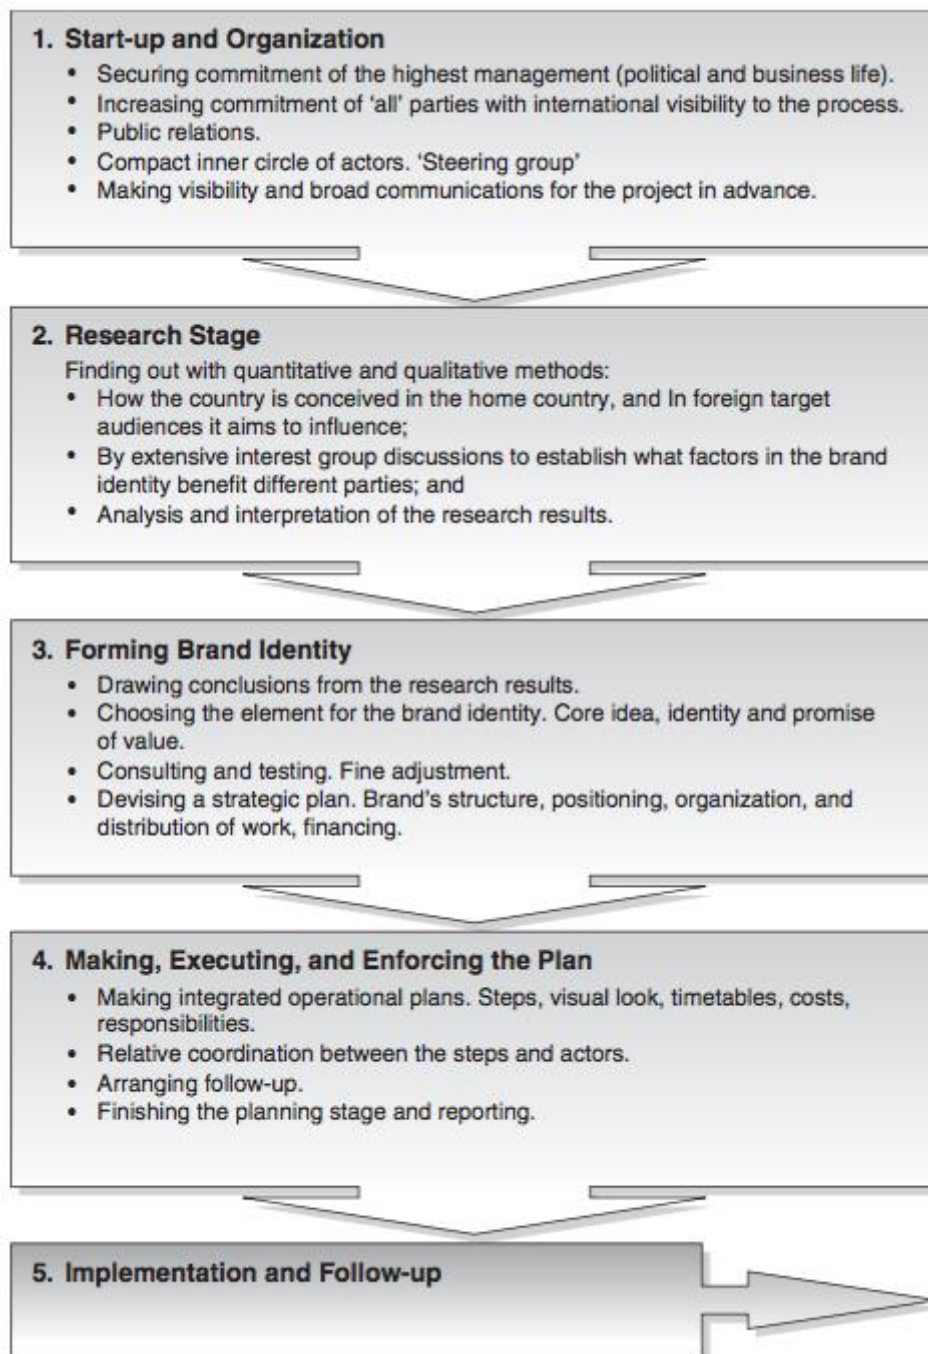 1. Start-up and Organization
• Securing commitment of the highest management (political and business life).
• Increasing commitment of 'all' parties with international visibility to the process.
• Public relations.
• Compact inner circle of actors. 'Steering group'
• Making visibility and broad communications for the project in advance.
2. Research Stage
Finding out with quantitative and qualitative methods:
• How the country is conceived in the home country, and In foreign target
audiences it aims to influence;
• By extensive interest group discussions to establish what factors in the brand
identity benefit different parties; and
• Analysis and interpretation of the research results.
3. Forming Brand Identity
• Drawing conclusions from the research results.
• Choosing the element for the brand identity. Core idea, identity and promise
of value.
• Consulting and testing. Fine adjustment.
• Devising a strategic plan. Brand's structure, positioning, organization, and
distribution of work, financing.
4. Making, Executing, and Enforcing the Plan
• Making integrated operational plans. Steps, visual look, timetables, costs,
responsibilities.
• Relative coordination between the steps and actors.
• Arranging follow-up.
• Finishing the planning stage and reporting.
5. Implementation and Follow-up